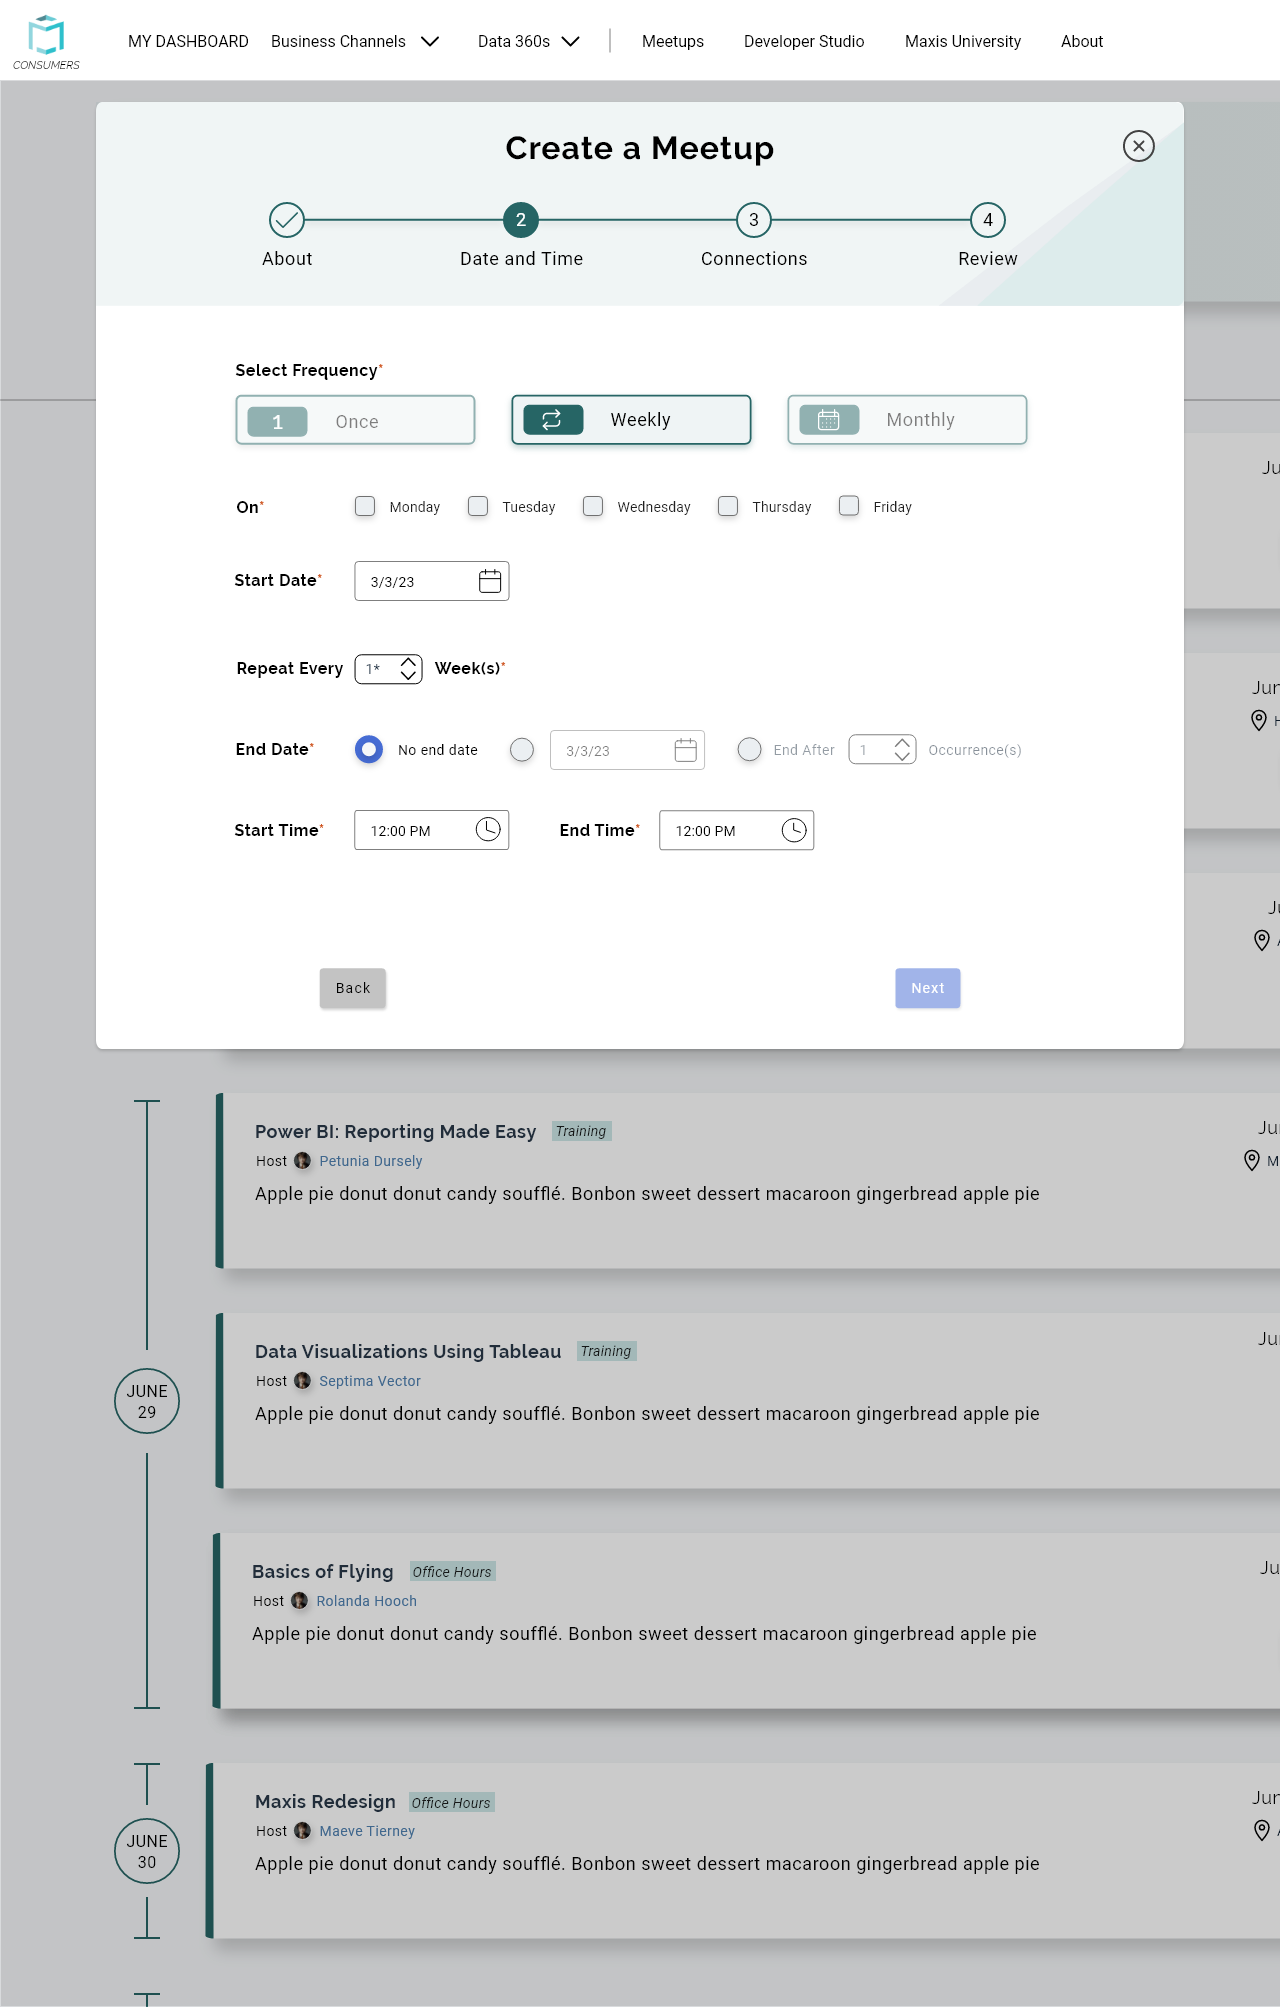 CONSUMERS
MY DASHBOARD Business Channels Data 360s Meetups Developer Studio Maxis University About
Create a Meetup
2 3 4
About Date and Time Connections Review
Select Frequency*
1 Once Weekly Monthly
On* Monday Tuesday Wednesday Thursday Friday
Start Date* 3/3/23
Repeat Every 1* Week(s)*
End Date* No end date 3/3/23 End After 1 Occurrence(s)
Start Time* 12:00 PM End Time* 12:00 PM
Back Next
Power BI: Reporting Made Easy Training
Host Petunia Dursely
Apple pie donut donut candy soufflé. Bonbon sweet dessert macaroon gingerbread apple pie
JUNE
29
Data Visualizations Using Tableau Training
Host Septima Vector
Apple pie donut donut candy soufflé. Bonbon sweet dessert macaroon gingerbread apple pie
Basics of Flying Office Hours
Host Rolanda Hooch
Apple pie donut donut candy soufflé. Bonbon sweet dessert macaroon gingerbread apple pie
JUNE
30
Maxis Redesign Office Hours
Host Maeve Tierney
Apple pie donut donut candy soufflé. Bonbon sweet dessert macaroon gingerbread apple pie